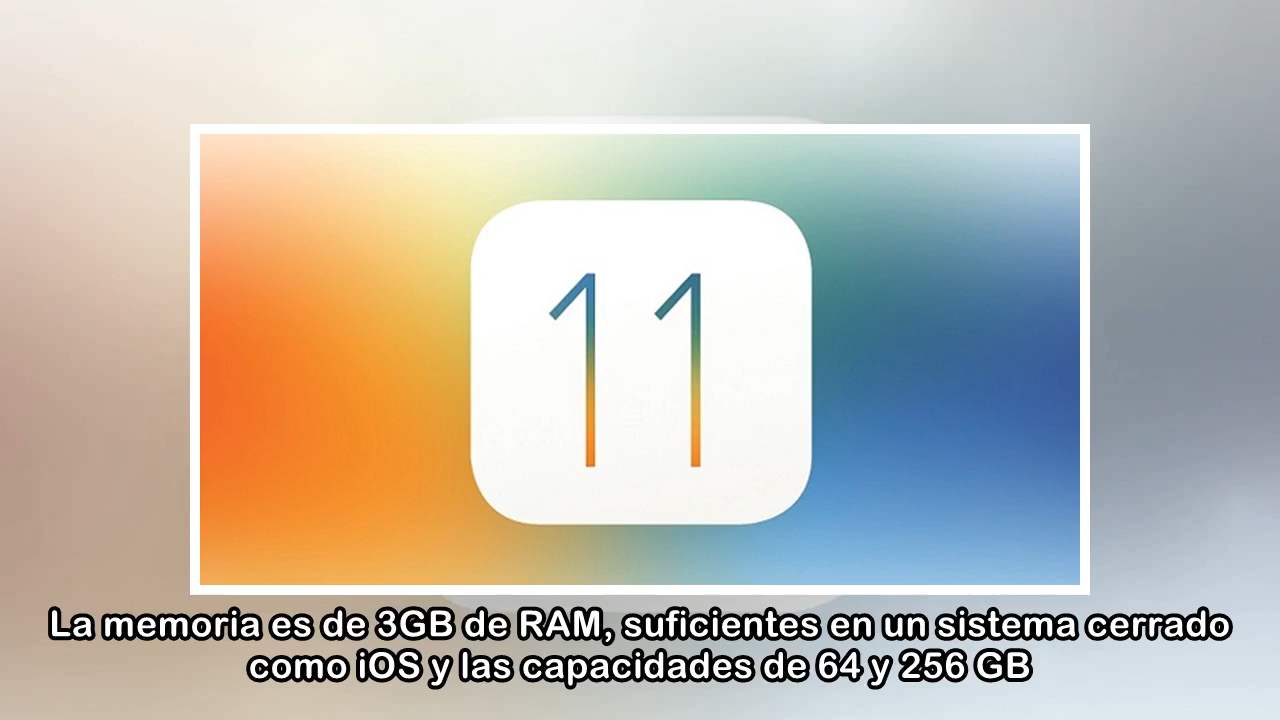 11
La memoria es de 3GB de RAM, suficientes en un sistema cerrado
como iOS y las capacidades de 64 y 256 GB